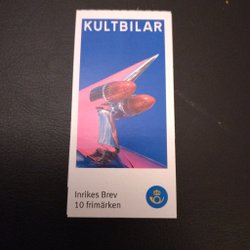 KULTBILAR
Inrikes Brev
10 frimärken